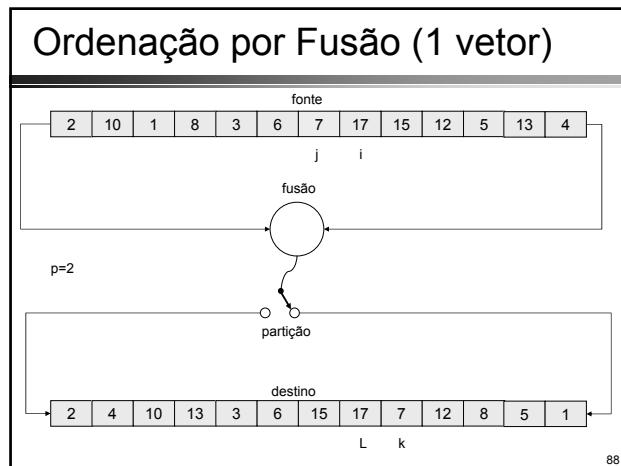 Ordenação por Fusão (1 vetor)
fonte
2 10 1 8 3 6 7 17 15 12 5 13 4
j i
fusão
p=2
partição
destino
2 4 10 13 3 6 15 17 7 12 8 5 1
L k
88